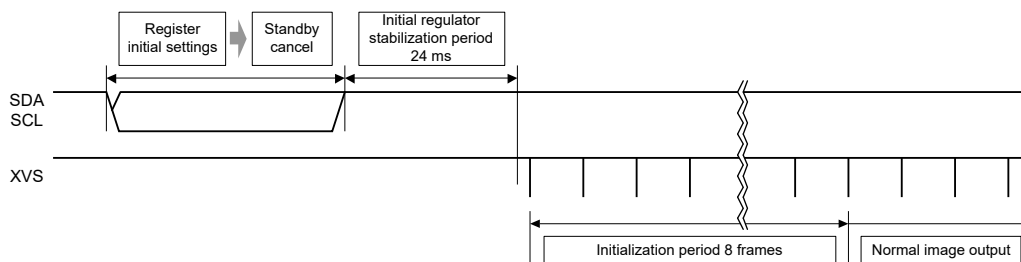 Register
initial settings
Standby
cancel
Initial regulator
stabilization period
24 ms
SDA
SCL
XVS
Initialization period 8 frames
Normal image output